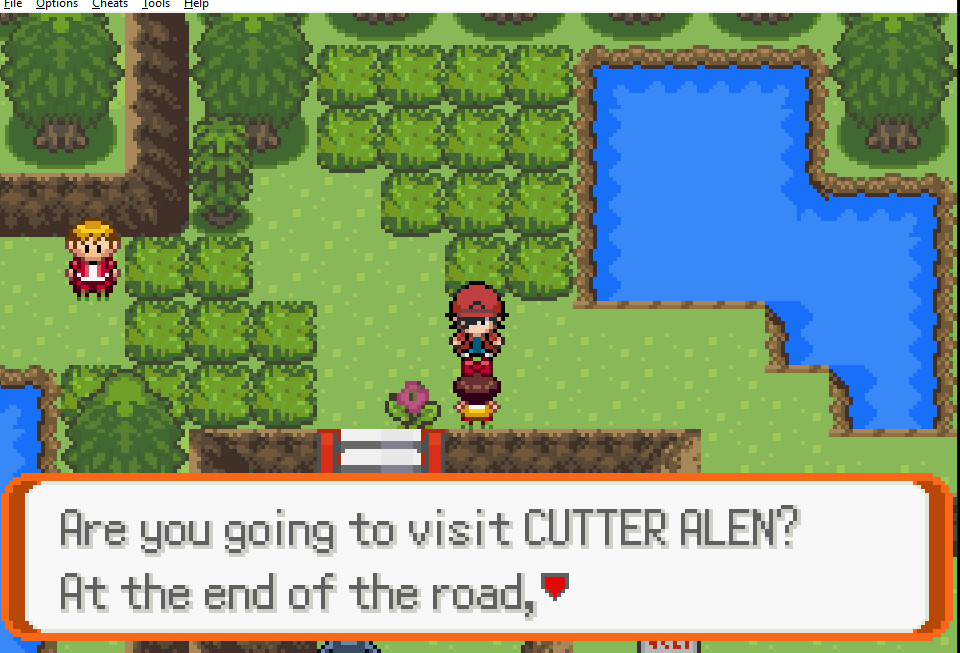 File Options Cheats Tools Help
Are you going to visit CUTTER ALEN?
At the end of the road,